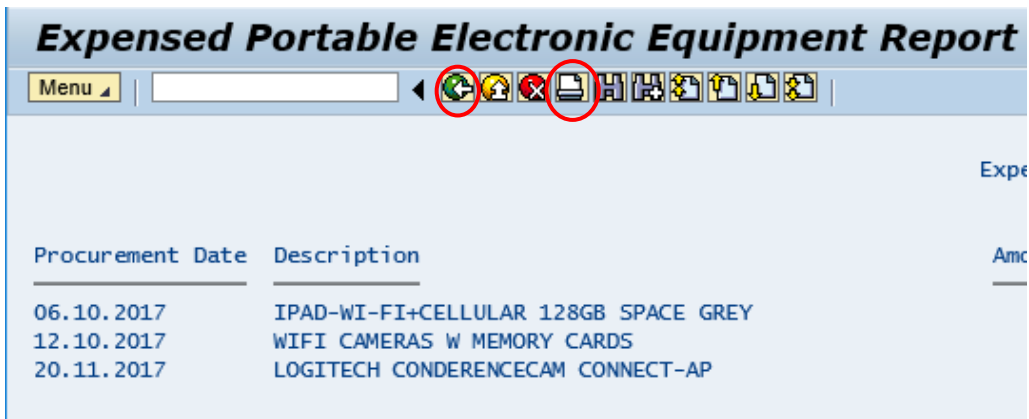 Expensed Portable Electronic Equipment Report
Menu
Expe
Procurement Date Description Amo
06.10.2017 IPAD-WI-FI+CELLULAR 128GB SPACE GREY
12.10.2017 WIFI CAMERAS W MEMORY CARDS
20.11.2017 LOGITECH CONDERENCECAM CONNECT-AP